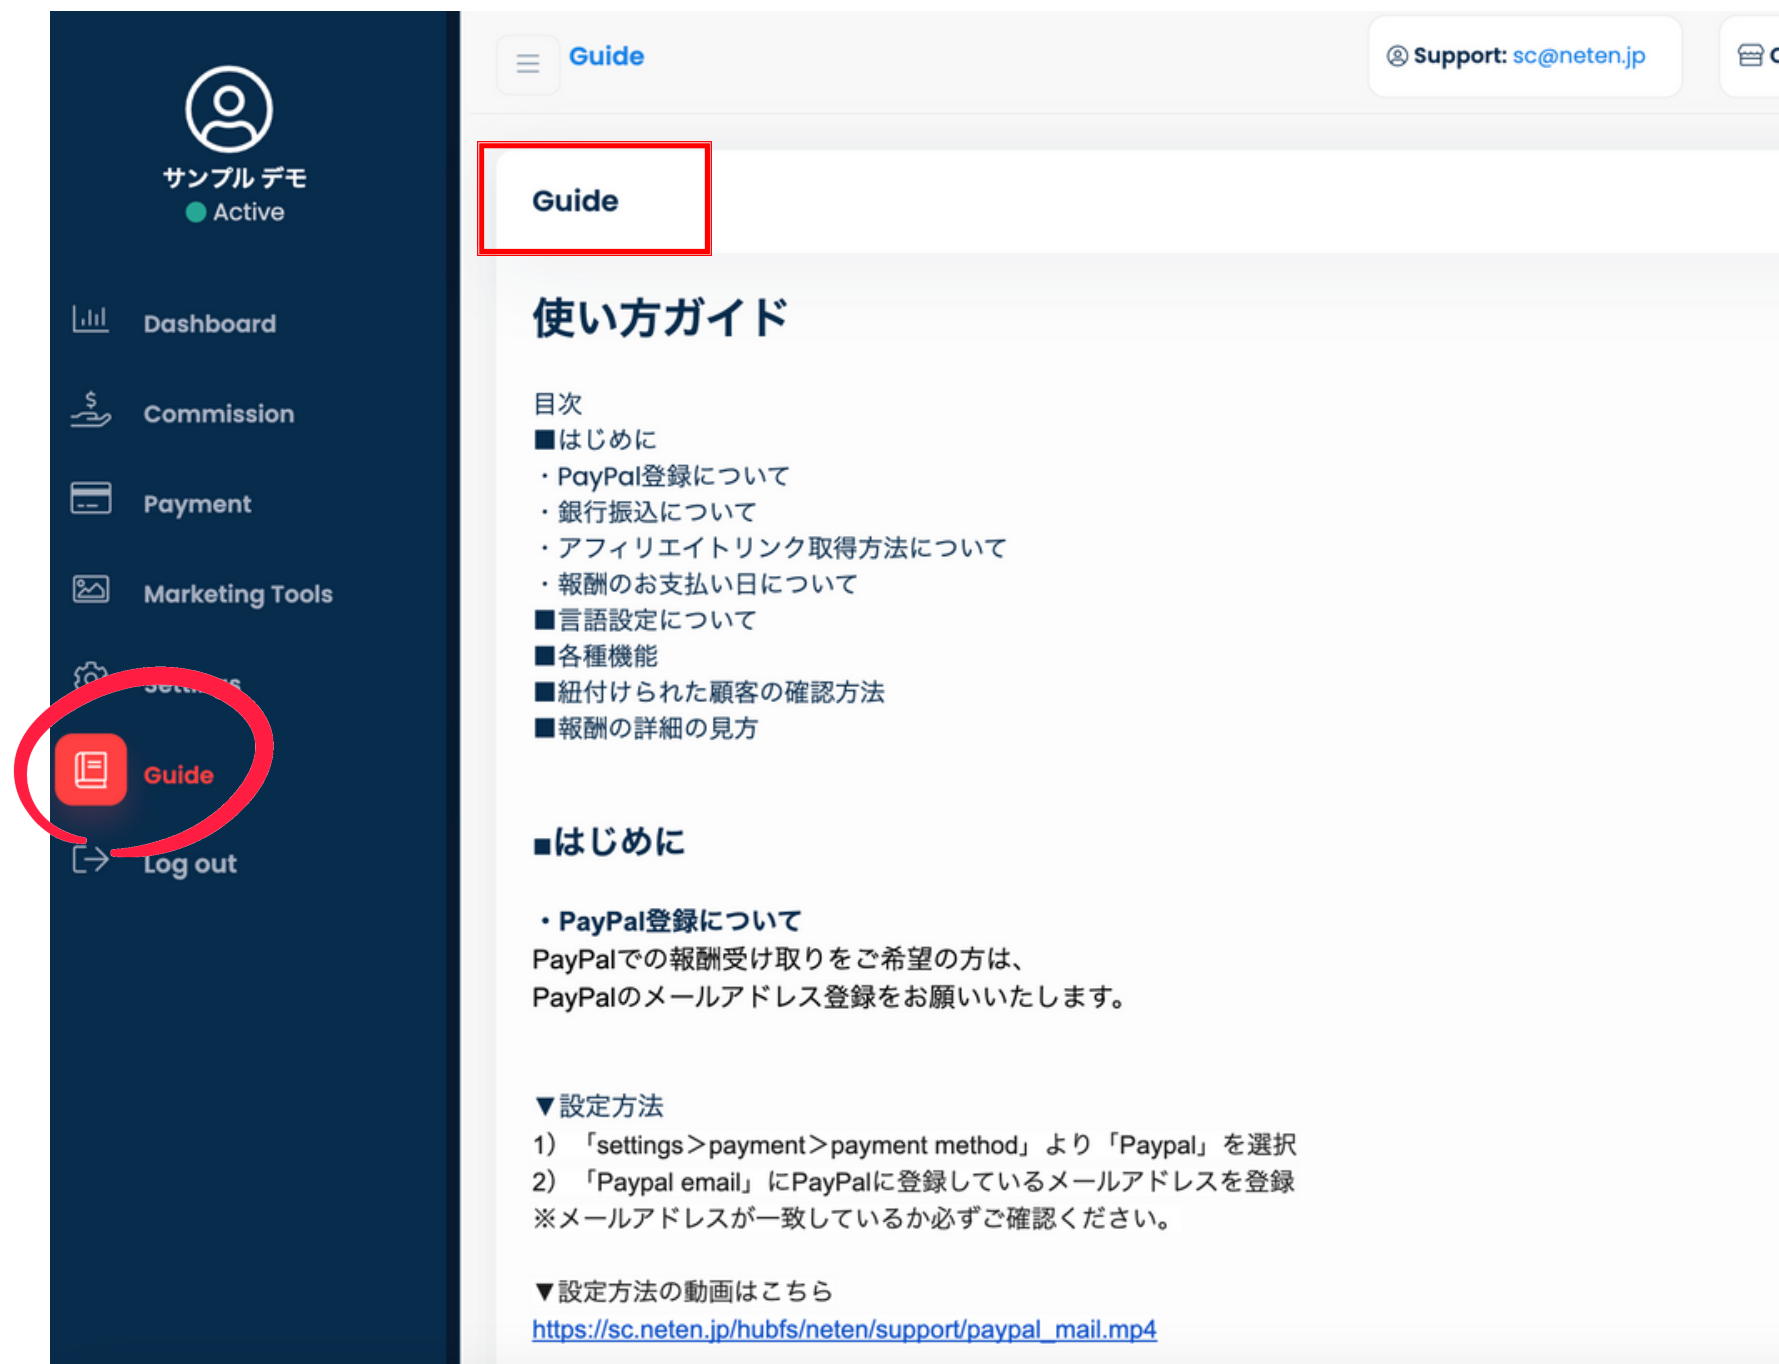 サンプル デモ
Active
Dashboard
Commission
Payment
Marketing Tools
Settings
Guide
Log out
Guide
Support: sc@neten.jp
Guide
使い方ガイド
目次
■はじめに
・PayPal登録について
・銀行振込について
・アフィリエイトリンク取得方法について
・報酬のお支払い日について
■言語設定について
■各種機能
■紐付けられた顧客の確認方法
■報酬の詳細の見方
■はじめに
・PayPal登録について
PayPalでの報酬受け取りをご希望の方は、
PayPalのメールアドレス登録をお願いいたします。
▼設定方法
1）「settings＞payment＞payment method」より「Paypal」を選択
2）「Paypal email」にPayPalに登録しているメールアドレスを登録
※メールアドレスが一致しているか必ずご確認ください。
▼設定方法の動画はこちら
https://sc.neten.jp/hubfs/neten/support/paypal_mail.mp4